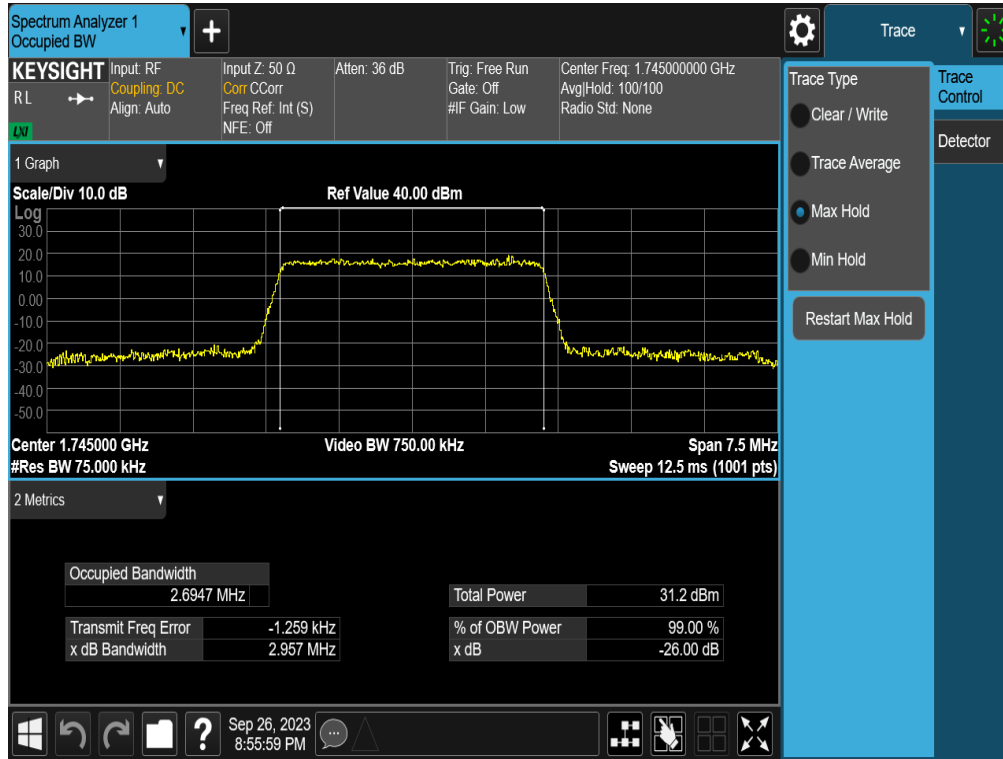 Spectrum Analyzer 1
Occupied BW
+
Trace
KEYSIGHT
RL
LXI
Input: RF
Coupling: DC
Align: Auto
Input Z: 50 Ω
Corr CCorr
Freq Ref: Int (S)
NFE: Off
Atten: 36 dB
Trig: Free Run
Gate: Off
#IF Gain: Low
Center Freq: 1.745000000 GHz
Avg|Hold: 100/100
Radio Std: None
Trace Type
Clear / Write
Trace Average
Max Hold
Min Hold
Restart Max Hold
Trace
Control
Detector
1 Graph
Scale/Div 10.0 dB
Ref Value 40.00 dBm
Log
30.0
20.0
10.0
0.00
-10.0
-20.0
-30.0
-40.0
-50.0
Center 1.745000 GHz
Video BW 750.00 kHz
Span 7.5 MHz
#Res BW 75.000 kHz
Sweep 12.5 ms (1001 pts)
2 Metrics
Occupied Bandwidth
2.6947 MHz
Total Power 31.2 dBm
Transmit Freq Error -1.259 kHz
% of OBW Power 99.00 %
x dB Bandwidth 2.957 MHz
x dB -26.00 dB
?
Sep 26, 2023
8:55:59 PM